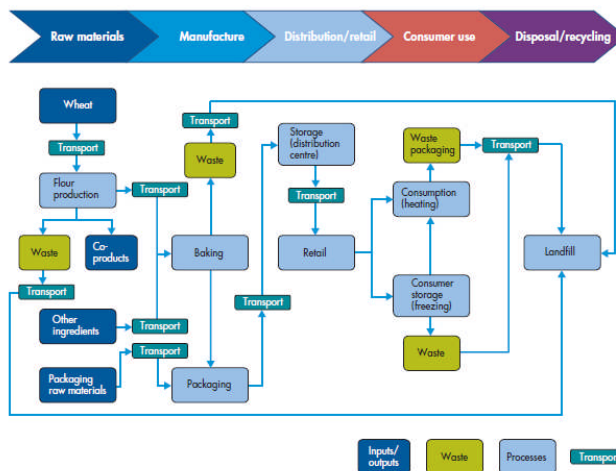 Raw materials
Manufacture
Distribution/retail
Consumer use
Disposal/recycling
Wheat
Transport
Flour
production
Transport
Waste
Co-
products
Transport
Other
ingredients
Transport
Packaging
raw materials
Transport
Transport
Waste
Baking
Packaging
Transport
Storage
(distribution
centre)
Transport
Retail
Waste
packaging
Transport
Consumption
(heating)
Consumer
storage
(freezing)
Waste
Landfill
Inputs/
outputs
Waste
Processes
Transport